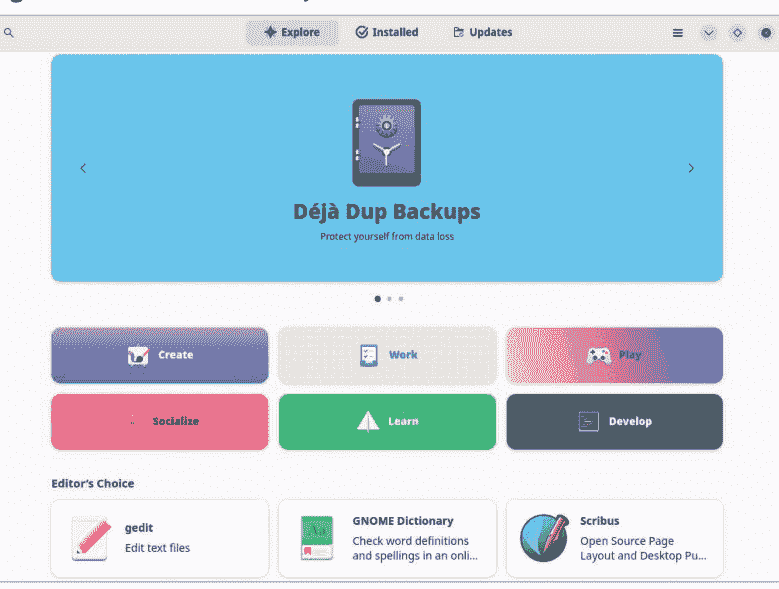 Explore Installed Updates
Déjà Dup Backups
Protect yourself from data loss
Create Work Play
Socialize Learn Develop
Editor's Choice
gedit
Edit text files
GNOME Dictionary
Check word definitions
and spellings in an onli...
Scribus
Open Source Page
Layout and Desktop Pu...